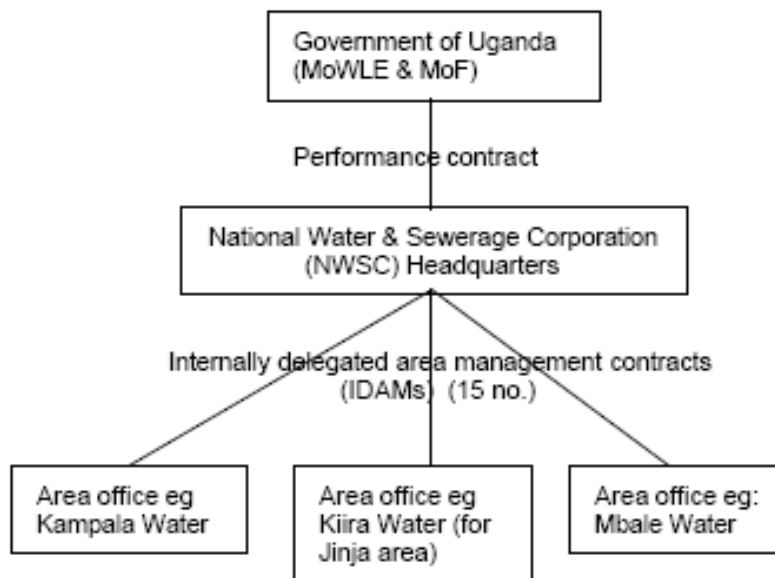 Government of Uganda
(MoWLE & MoF)
Performance contract
National Water & Sewerage Corporation
(NWSC) Headquarters
Internally delegated area management contracts
(IDAMs) (15 no.)
Area office eg
Kampala Water
Area office eg
Kiira Water (for
Jinja area)
Area office eg:
Mbale Water